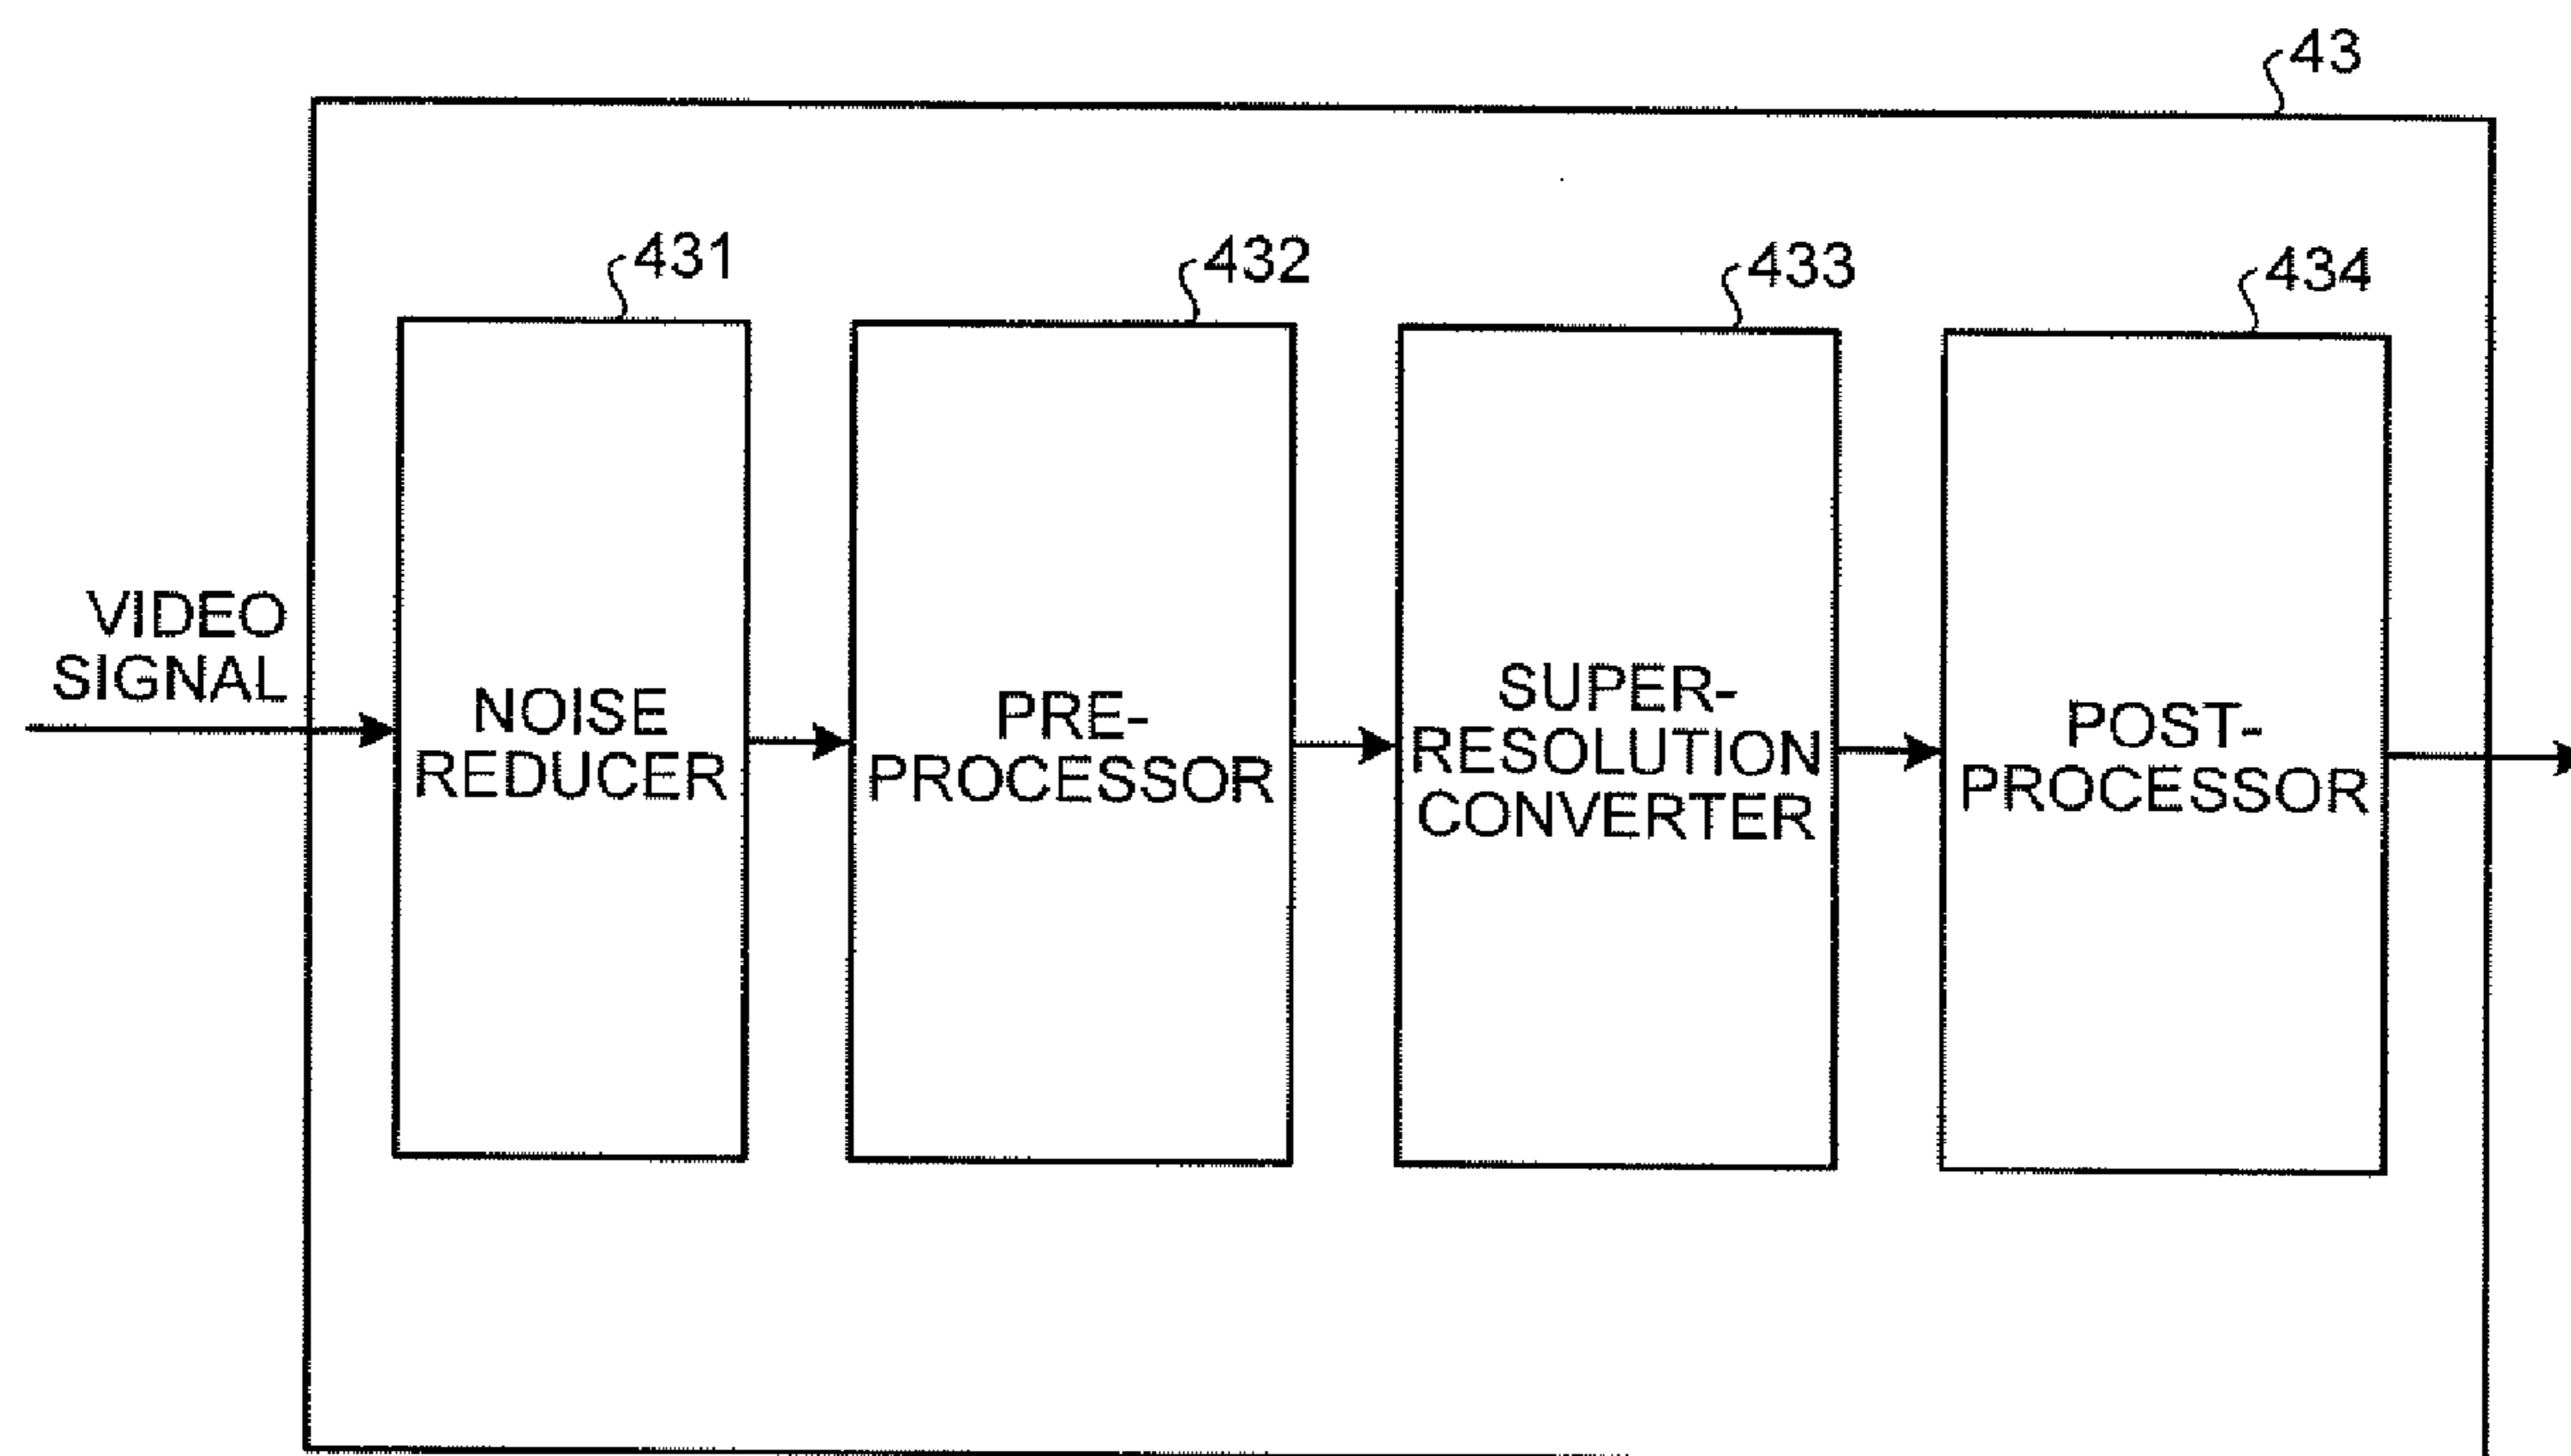 43
431
432
433
434
VIDEO
SIGNAL
NOISE
REDUCER
PRE-
PROCESSOR
SUPER-
RESOLUTION
CONVERTER
POST-
PROCESSOR